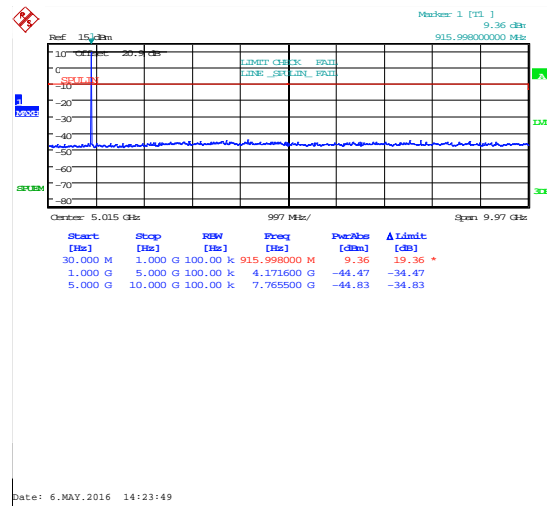 Marker 1 [T1 ]
9.36 dBm
Ref 15 dBm 915.998000000 MHz
10 Offset 20.9 dB
LIMIT CHECK FAIL
0
LINE _SPULIN_ FAIL
SPULIN
A
-10
1
-20
MAXH
-30
-40
-50
-60
-70
SPURM
3DB
-80
Center 5.015 GHz 997 MHz/ Span 9.97 GHz
Start Stop RBW Freq PwrAbs Δ Limit
[Hz] [Hz] [Hz] [Hz] [dBm] [dB]
30.000 M 1.000 G 100.00 k 915.998000 M 9.36 19.36 *
1.000 G 5.000 G 100.00 k 4.171600 G -44.47 -34.47
5.000 G 10.000 G 100.00 k 7.765500 G -44.83 -34.83
Date: 6.MAY.2016 14:23:49